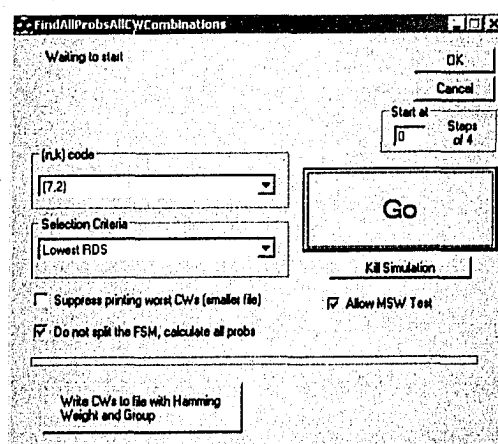 FindAllProbsAllCWCombinations
Waiting to start
OK
Cancel
Start at
0
Steps
of 4
(n,k) code
(7,2)
Go
Selection Criteria
Lowest RDS
Kill Simulation
Suppress printing worst CWs (smaller file)
Allow MSW Test
Do not split the FSM, calculate all probs
Write CWs to file with Hamming
Weight and Group